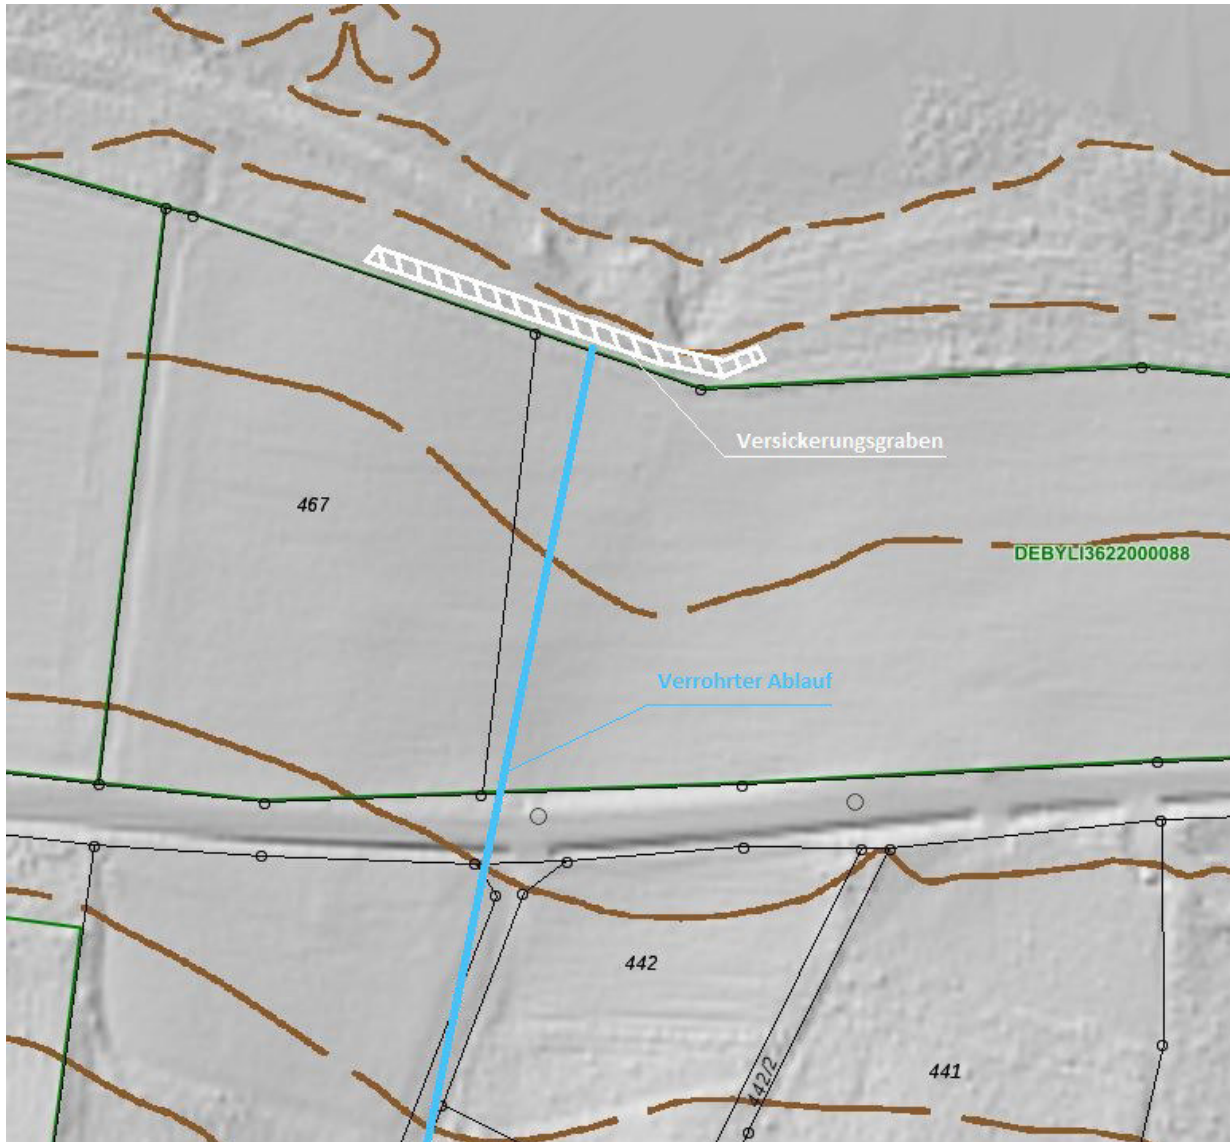 Versickerungsgraben
467
DEBYLI3622000088
Verrohrter Ablauf
442
442/2
441